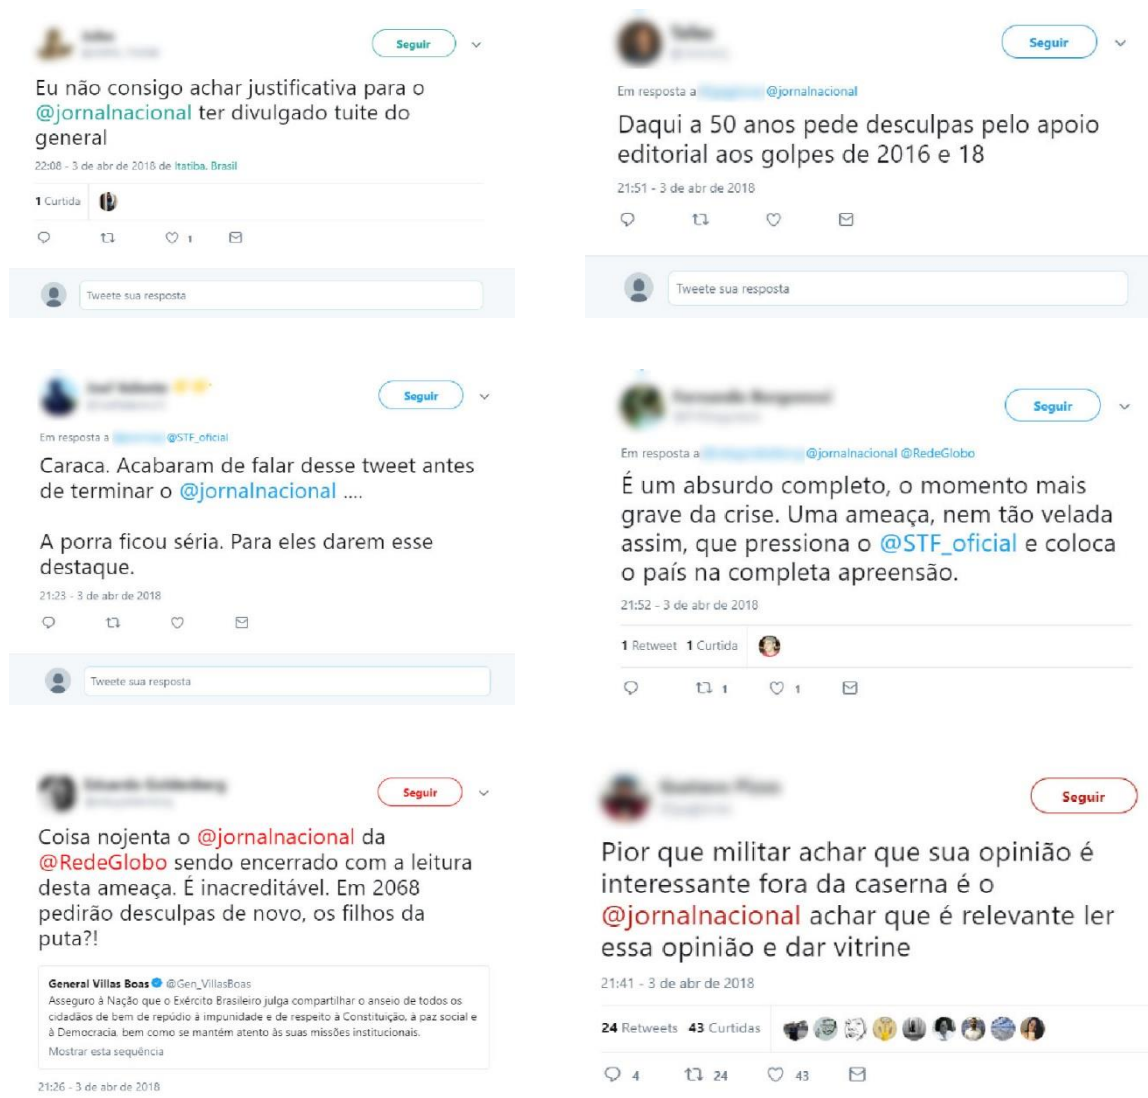 Seguir
Eu não consigo achar justificativa para o
@jornalnacional ter divulgado tuite do
general
22:08 - 3 de abr de 2018 de Itatiba, Brasil
1 Curtida
1
Tweete sua resposta
Seguir
Em resposta a @jornalnacional
Daqui a 50 anos pede desculpas pelo apoio
editorial aos golpes de 2016 e 18
21:51 - 3 de abr de 2018
Tweete sua resposta
Seguir
Em resposta a @STF_oficial
Caraca. Acabaram de falar desse tweet antes
de terminar o @jornalnacional ....
A porra ficou séria. Para eles darem esse
destaque.
21:23 - 3 de abr de 2018
Tweete sua resposta
Seguir
Em resposta a @jornalnacional @RedeGlobo
É um absurdo completo, o momento mais
grave da crise. Uma ameaça, nem tão velada
assim, que pressiona o @STF_oficial e coloca
o país na completa apreensão.
21:52 - 3 de abr de 2018
1 Retweet 1 Curtida
1 1
Seguir
Coisa nojenta o @jornalnacional da
@RedeGlobo sendo encerrado com a leitura
desta ameaça. É inacreditável. Em 2068
pedirão desculpas de novo, os filhos da
puta?!
General Villas Boas @Gen_VillasBoas
Asseguro à Nação que o Exército Brasileiro julga compartilhar o anseio de todos os
cidadãos de bem de repúdio à impunidade e de respeito à Constituição, à paz social e
à Democracia, bem como se mantém atento às suas missões institucionais.
Mostrar esta sequência
21:26 - 3 de abr de 2018
Seguir
Pior que militar achar que sua opinião é
interessante fora da caserna é o
@jornalnacional achar que é relevante ler
essa opinião e dar vitrine
21:41 - 3 de abr de 2018
24 Retweets 43 Curtidas
4 24 43